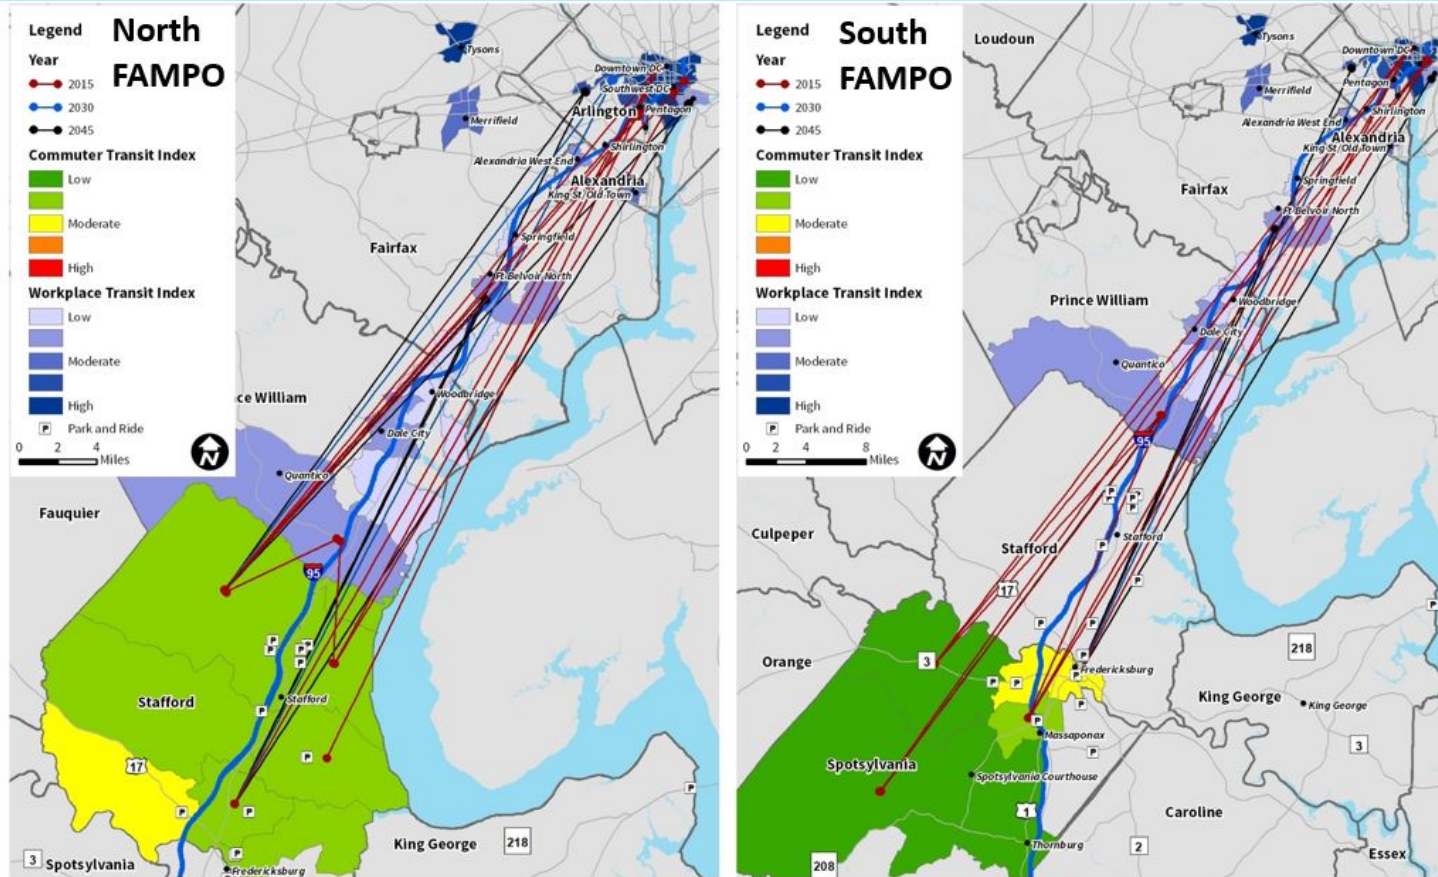 Legend
North
FAMPO
Year
2015
2030
2045
Commuter Transit Index
Low
Moderate
High
Workplace Transit Index
Low
Moderate
High
P Park and Ride
0 2 4
Miles
N
Tysons
Downtown DC
Southwest DC
Arlington
Pentagon
Merrifield
Shirlington
Alexandria West End
Alexandria
King St/Old Town
Springfield
Fairfax
Ft Belvoir North
ce William
Woodbridge
Dale City
Quantico
Fauquier
95
P
P
P
P
Stafford
Stafford
P
P
17
P
P
P
P
King George
218
3
Spotsylvania
Fredericksburg
Legend
South
FAMPO
Year
2015
2030
2045
Commuter Transit Index
Low
Moderate
High
Workplace Transit Index
Low
Moderate
High
P Park and Ride
0 2 4 8
Miles
N
Loudoun
Tysons
Downtown DC
Pentagon
Merrifield
Shirlington
Alexandria West End
Alexandria
King St/Old Town
Springfield
Fairfax
Ft Belvoir North
Prince William
Woodbridge
Dale City
Quantico
95
P
P
P
P
Culpeper
Stafford
Stafford
P
P
17
P
P
P
218
Orange
3
P
Fredericksburg
P
P
P
King George
King George
P
P
Massaponax
P
3
Spotsylvania
Spotsylvania Courthouse
1
Caroline
Thornburg
2
208
Essex